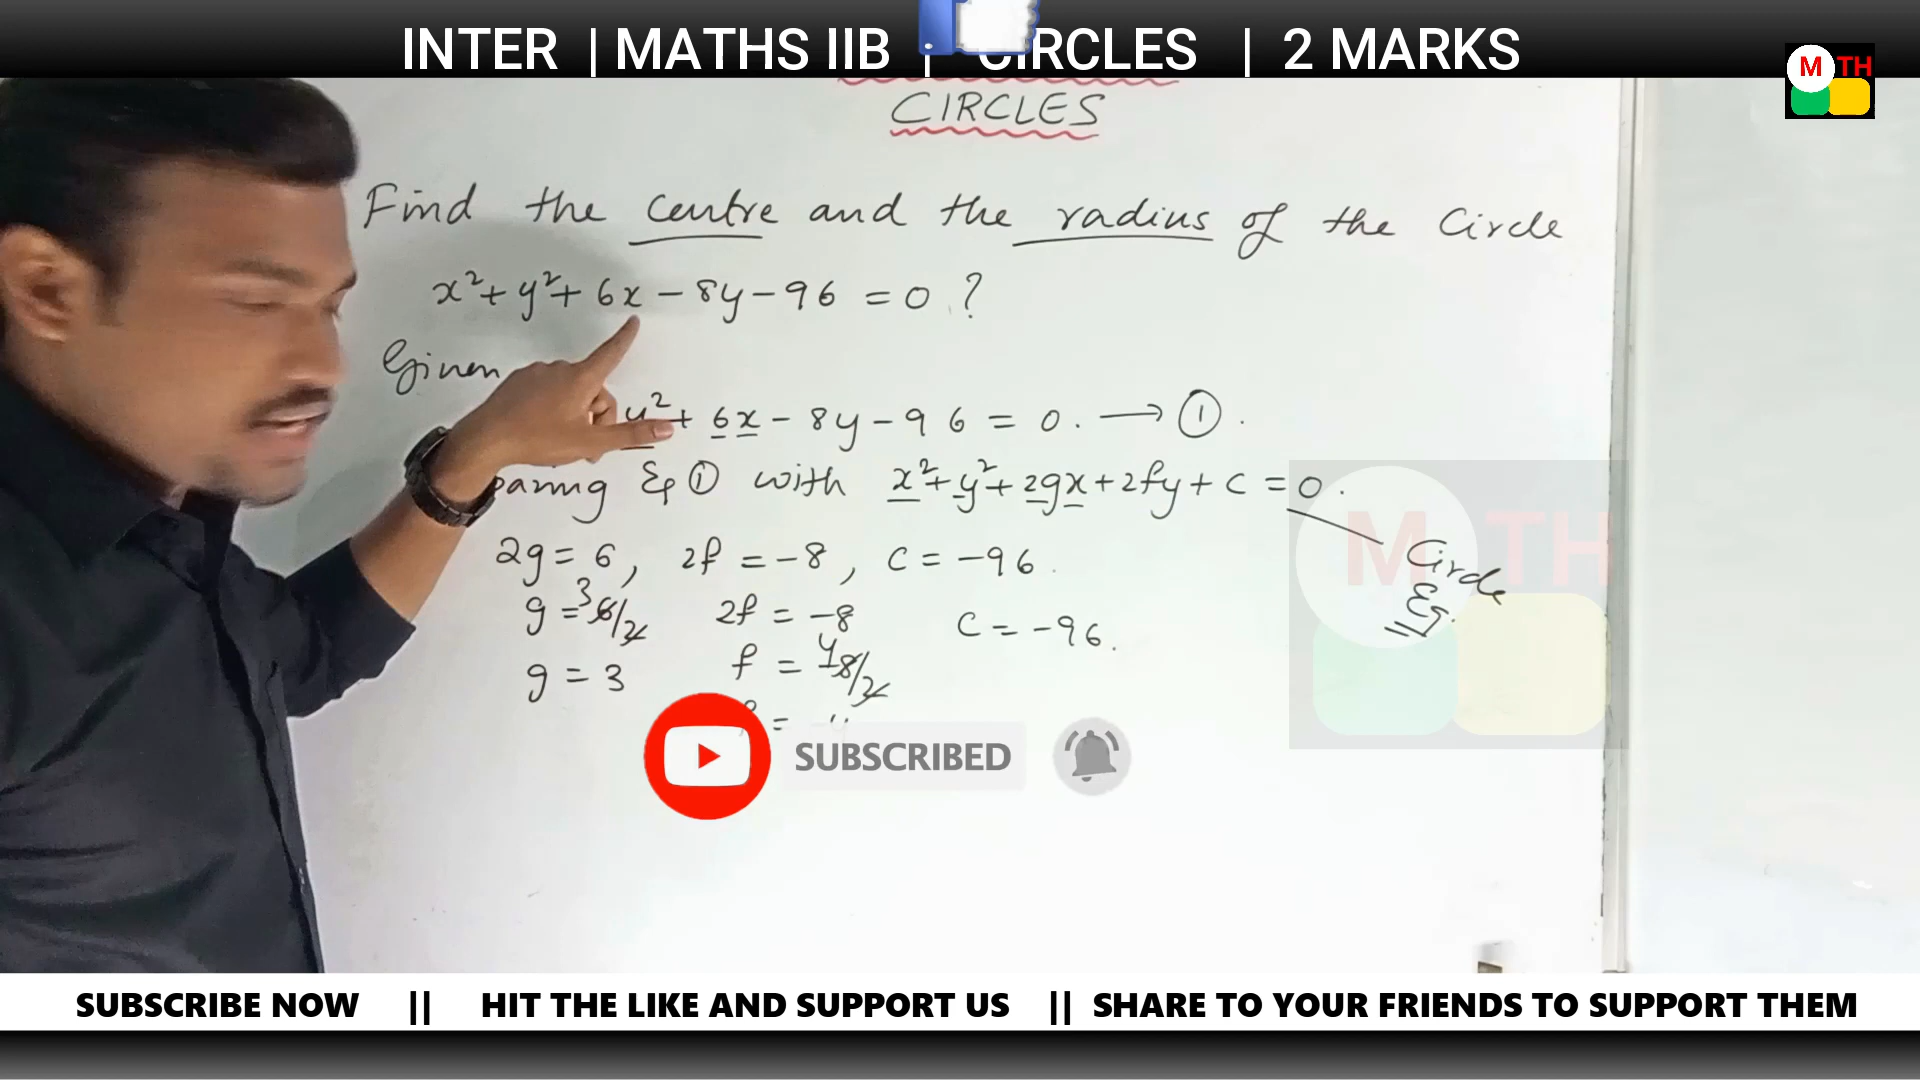 INTER | MATHS IIB | CIRCLES | 2 MARKS
M TH
CIRCLES
Find the centre and the radius of the Circle
x²+y²+6x-8y-96 = 0 ?
Given
y²+ 6x-8y-96 = 0. → ①.
paring Eq ① with x²+y²+2gx+2fy+c = 0.
Circle
Eq.
2g = 6, 2f = -8, c = -96.
g = 3 6/2 2f = -8 c = -96.
g = 3 f = 4 -8/2
M TH
SUBSCRIBED
SUBSCRIBE NOW || HIT THE LIKE AND SUPPORT US || SHARE TO YOUR FRIENDS TO SUPPORT THEM